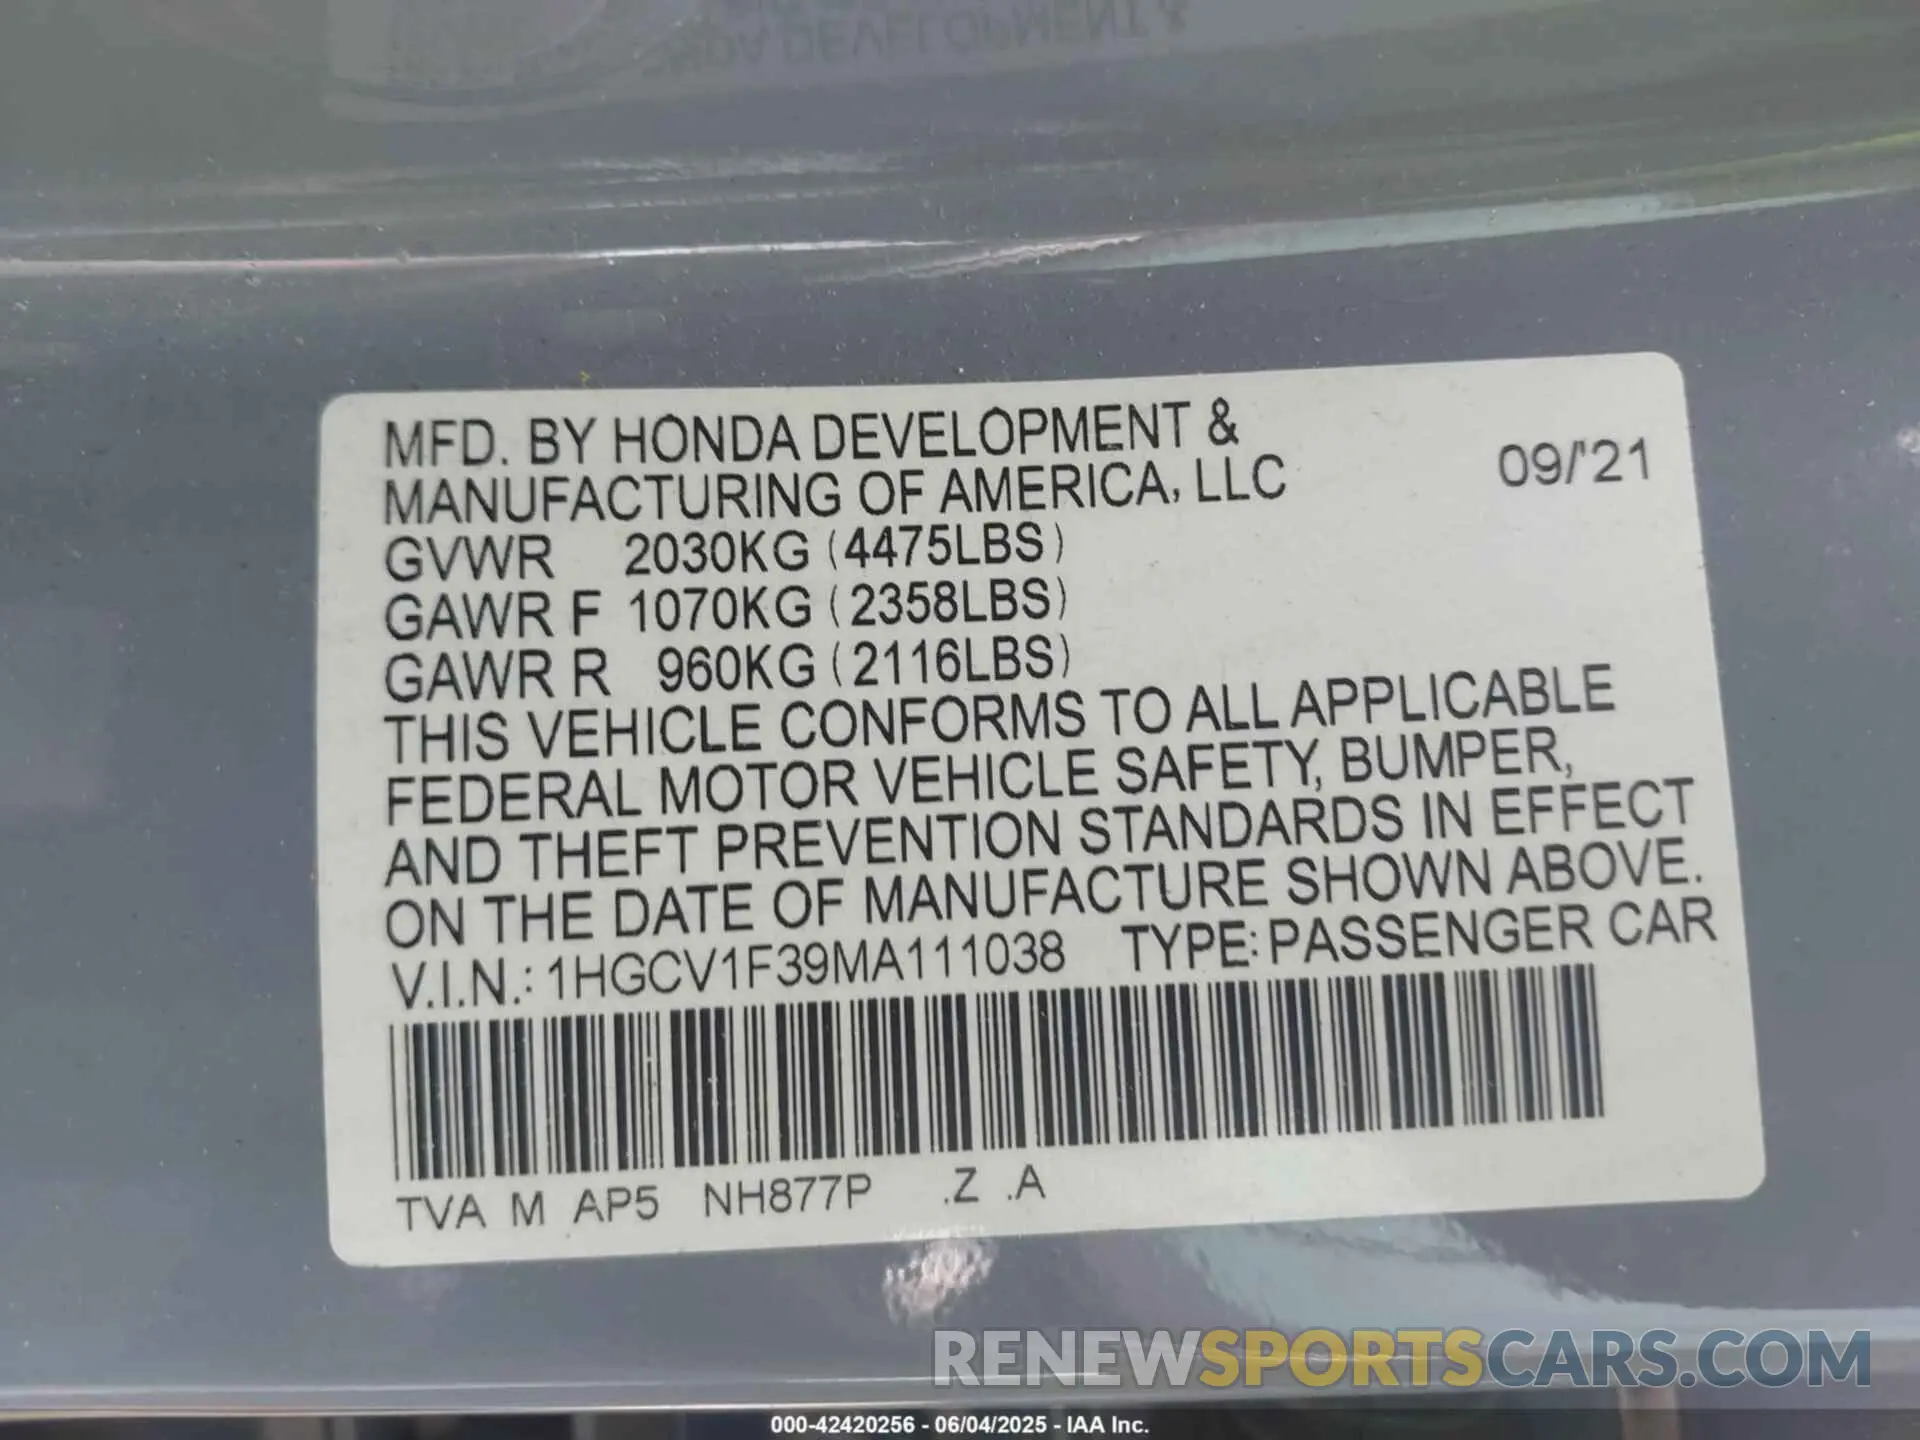 DEVELOPMENT &
MFD. BY HONDA DEVELOPMENT &
MANUFACTURING OF AMERICA, LLC 09/'21
GVWR 2030KG (4475LBS)
GAWR F 1070KG (2358LBS)
GAWR R 960KG (2116LBS)
THIS VEHICLE CONFORMS TO ALL APPLICABLE
FEDERAL MOTOR VEHICLE SAFETY, BUMPER,
AND THEFT PREVENTION STANDARDS IN EFFECT
ON THE DATE OF MANUFACTURE SHOWN ABOVE.
V.I.N.: 1HGCV1F39MA111038 TYPE: PASSENGER CAR
TVA M AP5 NH877P .Z .A
RENEWSPORTSCARS.COM
000-42420256 - 06/04/2025 - IAA Inc.